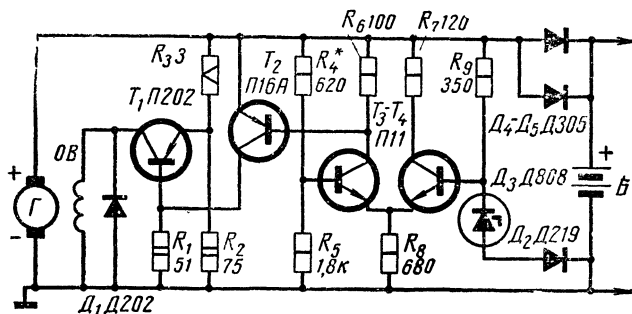 R₆100
R₇120
R₃3
T₂
П16А
R₄*
620
R₉
350
T₁П202
T₃-T₄
П11
Д₄-Д₅Д305
ОВ
Д₃Д808
+
+
Г
Б
-
R₁
51
R₂
75
R₅
1,8к
R₈
680
Д₂Д219
Д₁Д202